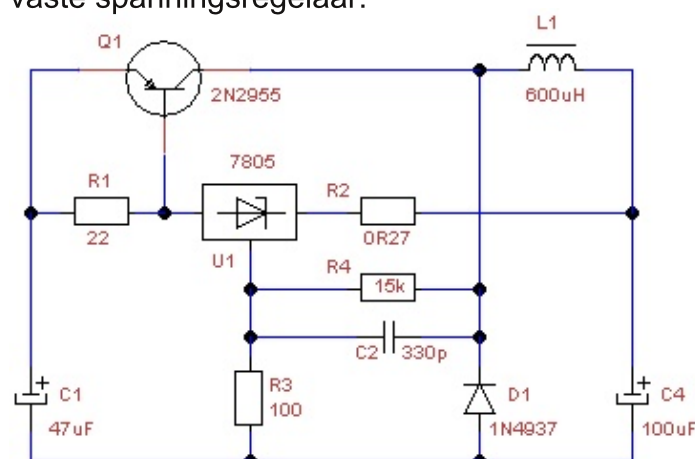 vaste spanningsregelaar.
Q1
L1
2N2955
600uH
7805
R1
R2
22
0R27
U1
R4
15k
C2
330p
C1
R3
D1
C4
47uF
100
1N4937
100uF